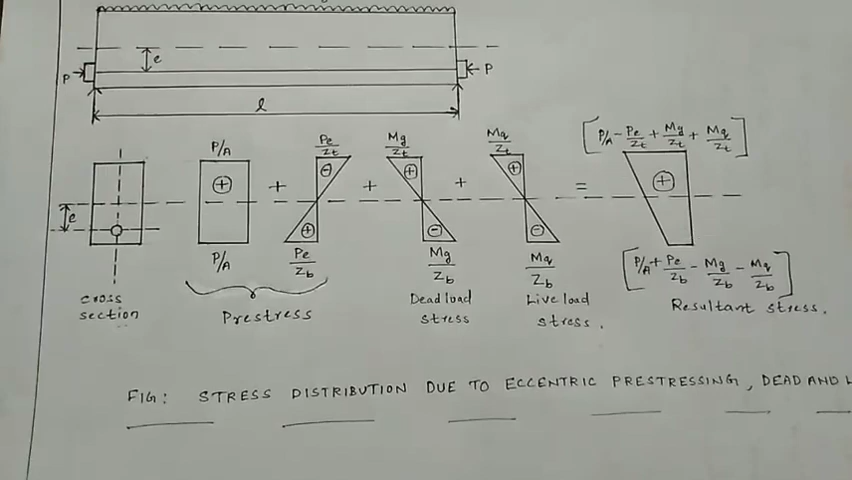 e
P
P
l
P/A
Pe/Zt
Mg/Zt
Mq/Zt
[P/A - Pe/Zt + Mg/Zt + Mq/Zt]
⊕ + ⊖ + ⊕ + ⊕ = ⊕
e
⊕ ⊖ ⊖
P/A
Pe/Zb
Mg/Zb
Mq/Zb
[P/A + Pe/Zb - Mg/Zb - Mq/Zb]
cross
section
Prestress
Dead load
stress
Live load
stress.
Resultant stress.
FIG: STRESS DISTRIBUTION DUE TO ECCENTRIC PRESTRESSING, DEAD AND L